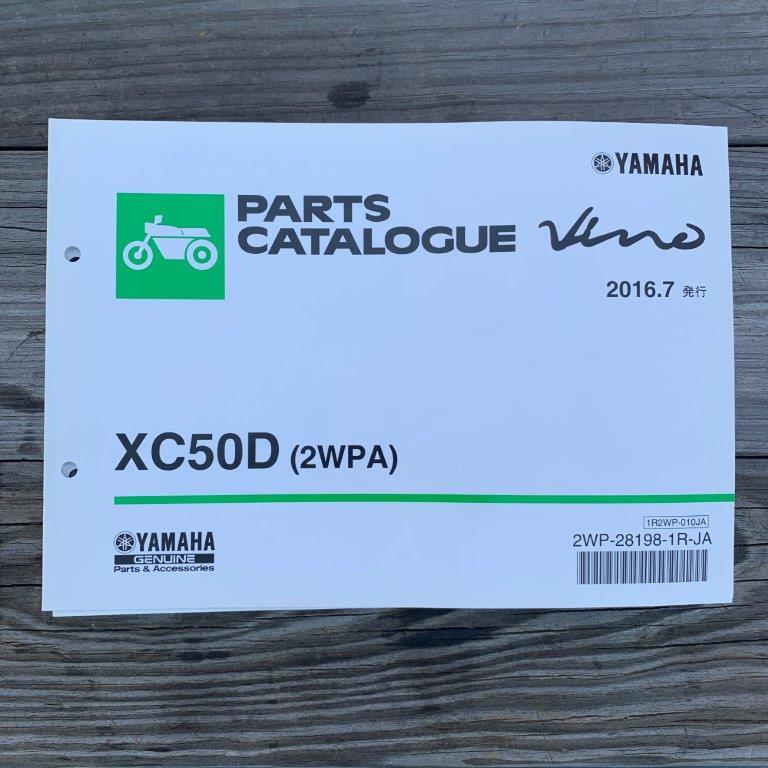 YAMAHA
PARTS
CATALOGUE Vino
2016.7 発行
XC50D (2WPA)
1R2WP-010JA
2WP-28198-1R-JA
YAMAHA
GENUINE
Parts & Accessories